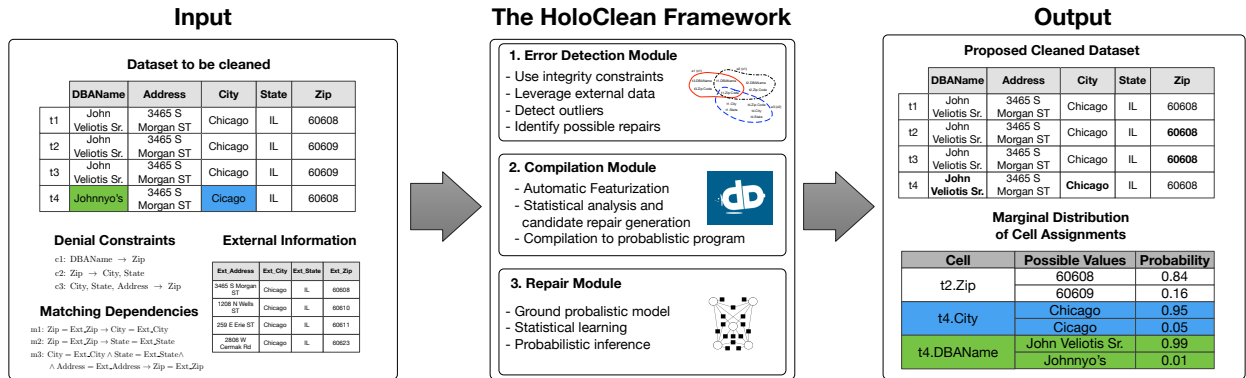 Input
Dataset to be cleaned
DBAName Address City State Zip
t1 John Veliotis Sr. 3465 S Morgan ST Chicago IL 60608
t2 John Veliotis Sr. 3465 S Morgan ST Chicago IL 60609
t3 John Veliotis Sr. 3465 S Morgan ST Chicago IL 60609
t4 Johnnyo's 3465 S Morgan ST Cicago IL 60608
Denial Constraints
c1: DBAName → Zip
c2: Zip → City, State
c3: City, State, Address → Zip
Matching Dependencies
m1: Zip = Ext_Zip → City = Ext_City
m2: Zip = Ext_Zip → State = Ext_State
m3: City = Ext_City ∧ State = Ext_State∧
∧ Address = Ext_Address → Zip = Ext_Zip
External Information
Ext_Address Ext_City Ext_State Ext_Zip
3465 S Morgan ST Chicago IL 60608
1208 N Wells ST Chicago IL 60610
259 E Erie ST Chicago IL 60611
2806 W Cermak Rd Chicago IL 60623
The HoloClean Framework
1. Error Detection Module
- Use integrity constraints
- Leverage external data
- Detect outliers
- Identify possible repairs
2. Compilation Module
- Automatic Featurization
- Statistical analysis and
candidate repair generation
- Compilation to probablistic program
3. Repair Module
- Ground probalistic model
- Statistical learning
- Probabilistic inference
Output
Proposed Cleaned Dataset
DBAName Address City State Zip
t1 John Veliotis Sr. 3465 S Morgan ST Chicago IL 60608
t2 John Veliotis Sr. 3465 S Morgan ST Chicago IL 60608
t3 John Veliotis Sr. 3465 S Morgan ST Chicago IL 60608
t4 John Veliotis Sr. 3465 S Morgan ST Chicago IL 60608
Marginal Distribution
of Cell Assignments
Cell Possible Values Probability
t2.Zip 60608 0.84
60609 0.16
t4.City Chicago 0.95
Cicago 0.05
t4.DBAName John Veliotis Sr. 0.99
Johnnyo's 0.01